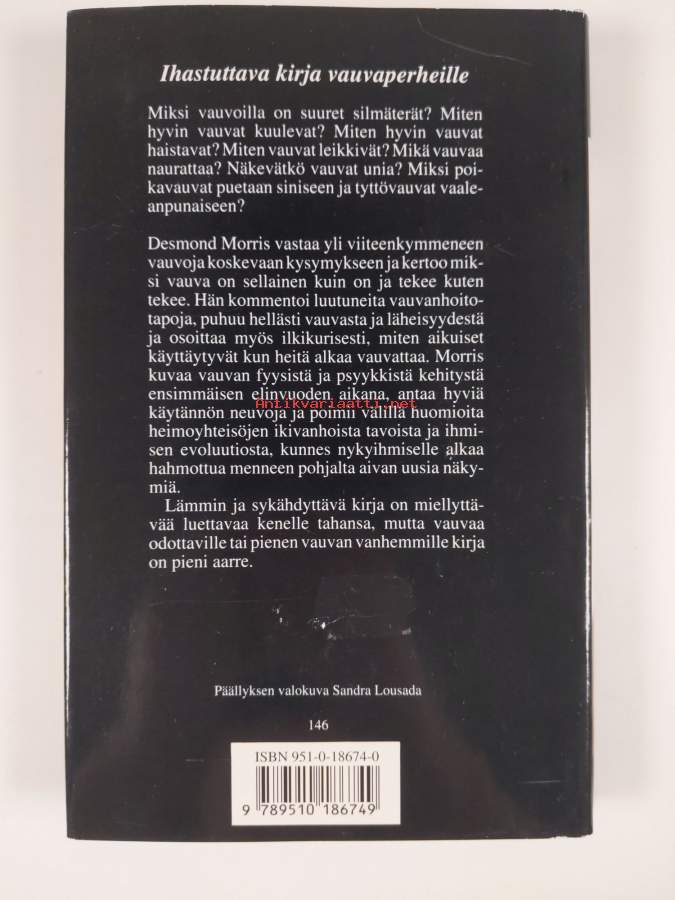 Ihastuttava kirja vauvaperheille
Miksi vauvoilla on suuret silmäterät? Miten
hyvin vauvat kuulevat? Miten hyvin vauvat
haistavat? Miten vauvat leikkivät? Mikä vauvaa
naurattaa? Näkevätkö vauvat unia? Miksi poi-
kavauvat puetaan siniseen ja tyttövauvat vaale-
anpunaiseen?
Desmond Morris vastaa yli viiteenkymmeneen
vauvoja koskevaan kysymykseen ja kertoo mik-
si vauva on sellainen kuin on ja tekee kuten
tekee. Hän kommentoi luutuneita vauvanhoito-
tapoja, puhuu hellästi vauvasta ja läheisyydestä
ja osoittaa myös ilkikurisesti, miten aikuiset
käyttäytyvät kun heitä alkaa vauvattaa. Morris
kuvaa vauvan fyysistä ja psyykkistä kehitystä
ensimmäisen elinvuoden aikana, antaa hyviä
Antikvariaatti.net
käytännön neuvoja ja poimii välillä huomioita
heimoyhteisöjen ikivanhoista tavoista ja ihmi-
sen evoluutiosta, kunnes nykyihmiselle alkaa
hahmottua menneen pohjalta aivan uusia näky-
miä.
Lämmin ja sykähdyttävä kirja on miellyttä-
vää luettavaa kenelle tahansa, mutta vauvaa
odottaville tai pienen vauvan vanhemmille kirja
on pieni aarre.
Päällyksen valokuva Sandra Lousada
146
ISBN 951-0-18674-0
9 789510 186749